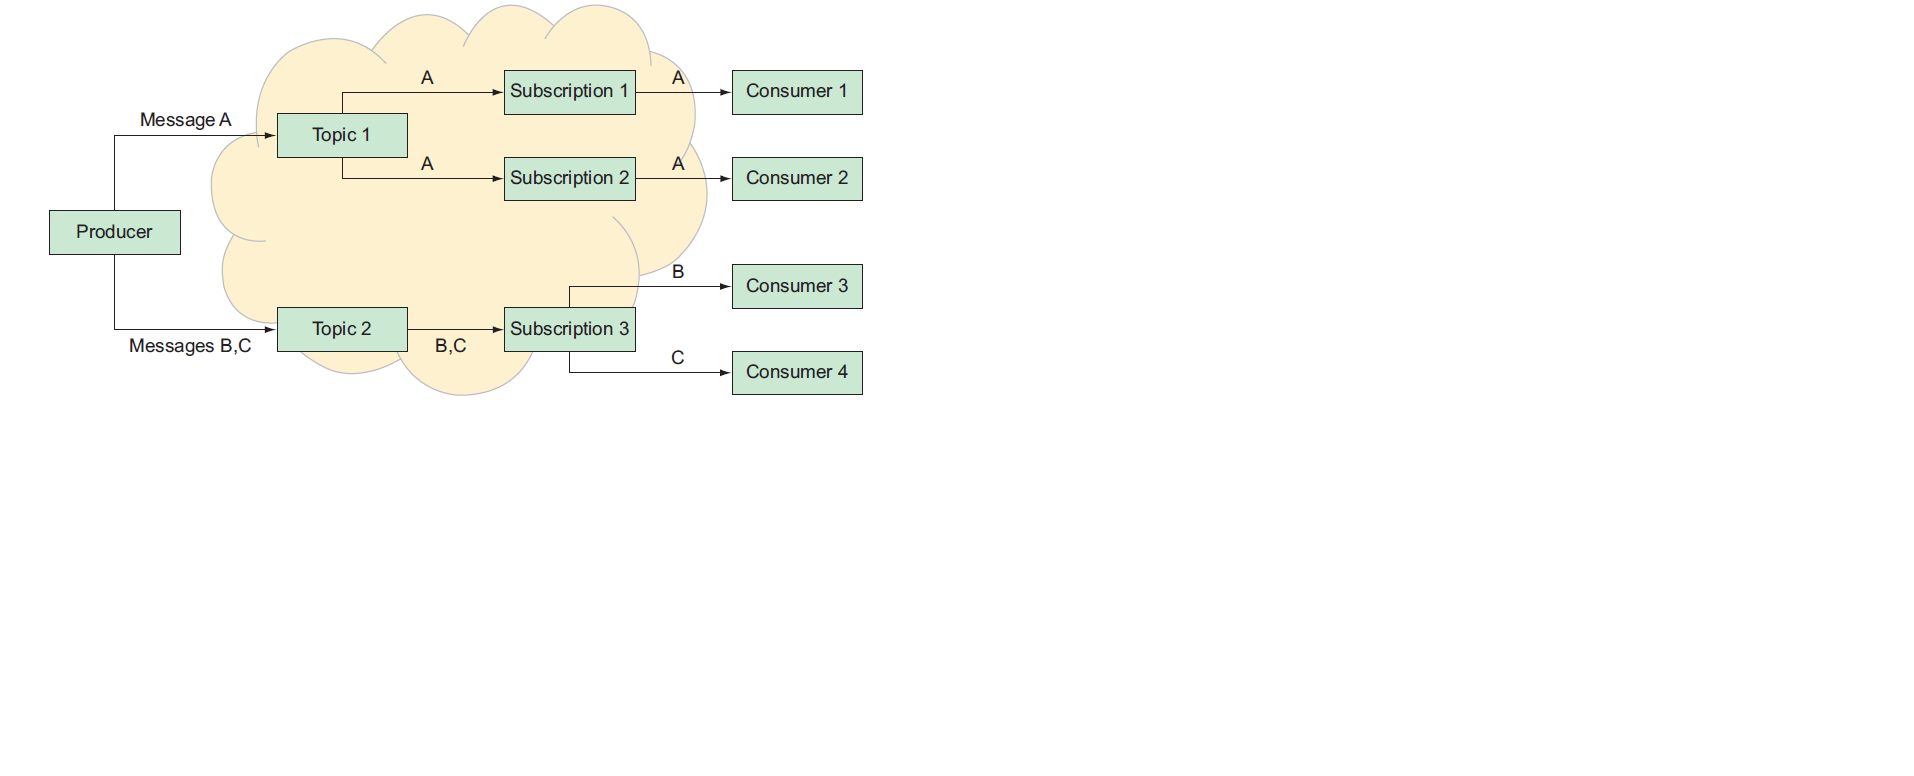 A
Subscription 1
A
Consumer 1
Message A
Topic 1
A
Subscription 2
A
Consumer 2
Producer
B
Consumer 3
Messages B,C
Topic 2
B,C
Subscription 3
C
Consumer 4